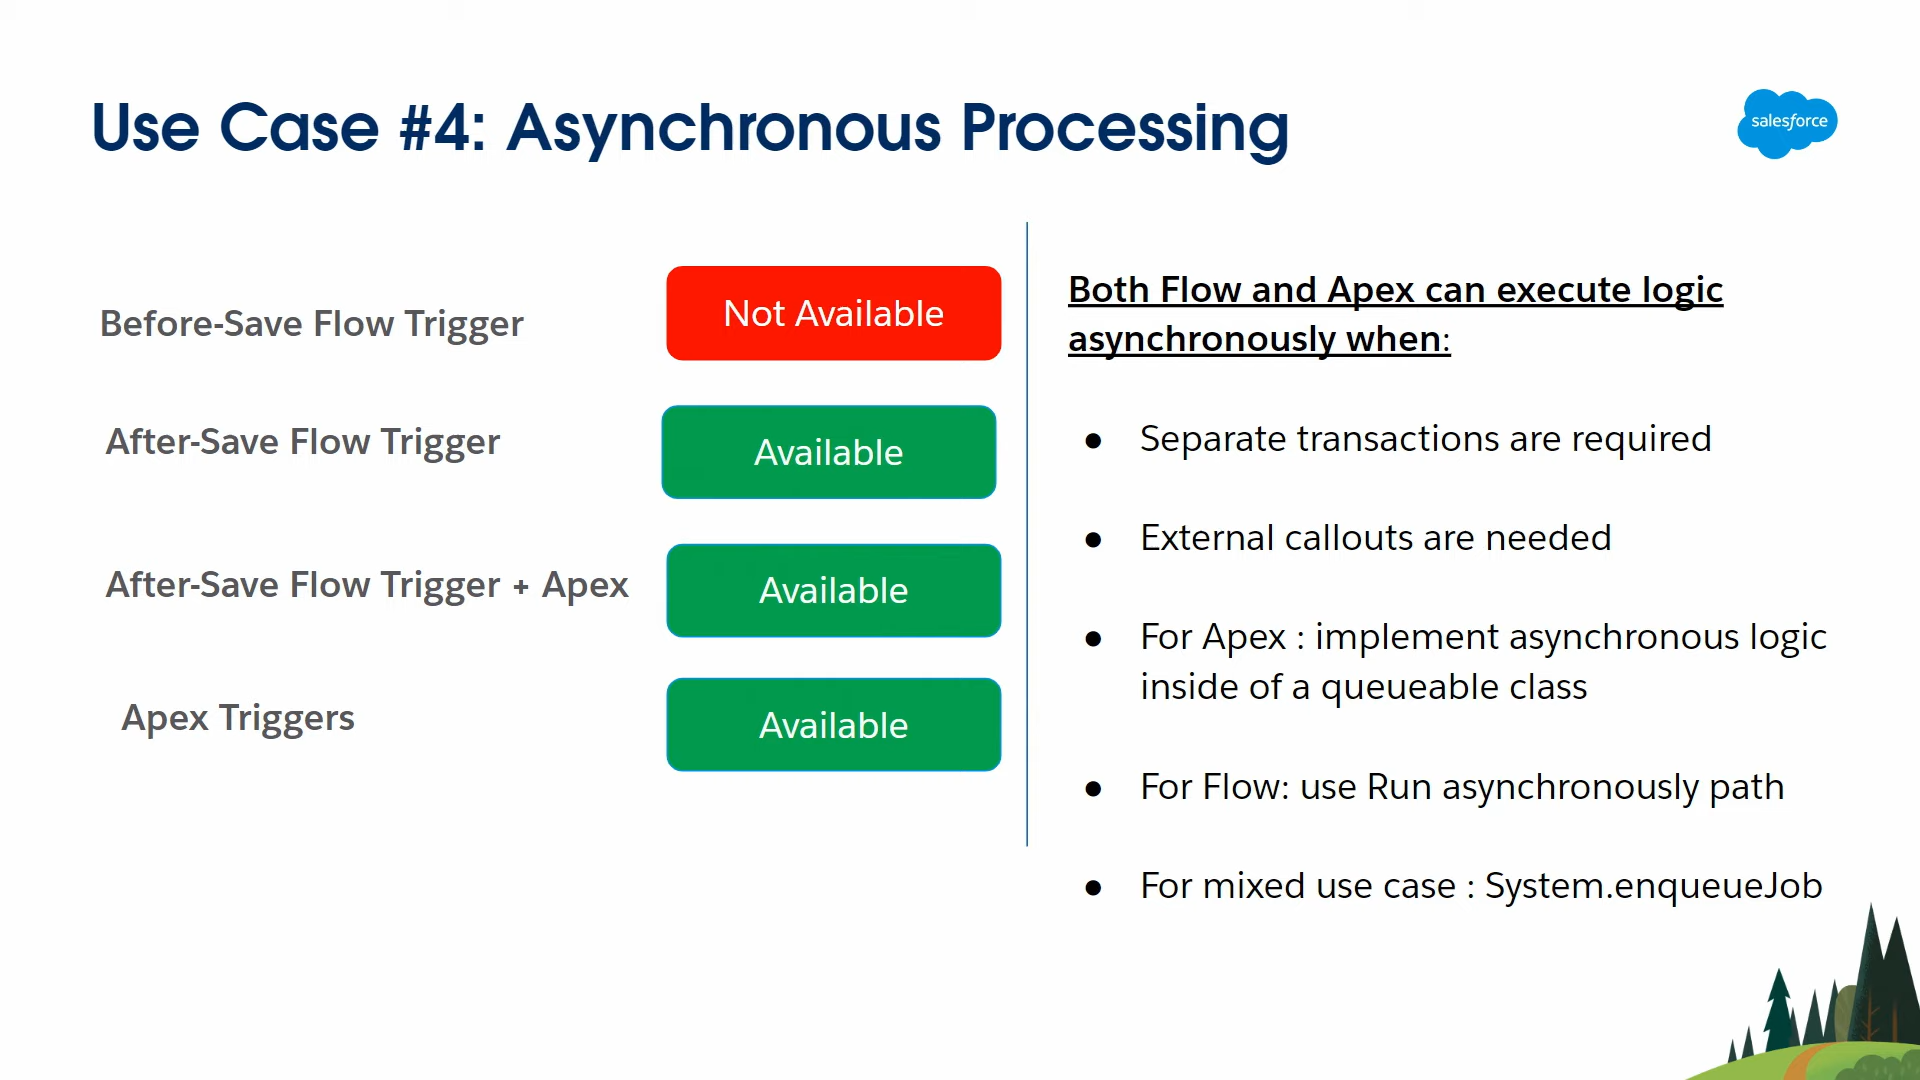 Use Case #4: Asynchronous Processing
salesforce
Before-Save Flow Trigger
Not Available
After-Save Flow Trigger
Available
After-Save Flow Trigger + Apex
Available
Apex Triggers
Available
Both Flow and Apex can execute logic
asynchronously when:
● Separate transactions are required
● External callouts are needed
● For Apex : implement asynchronous logic
inside of a queueable class
● For Flow: use Run asynchronously path
● For mixed use case : System.enqueueJob